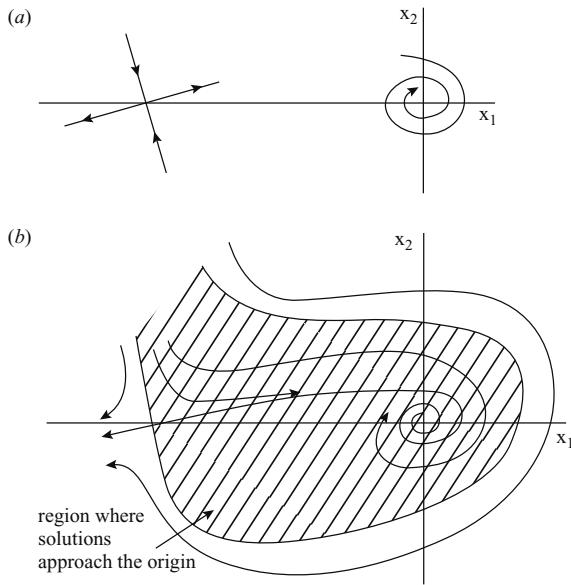 (a)
x2
x1
(b)
x2
x1
region where
solutions
approach the origin